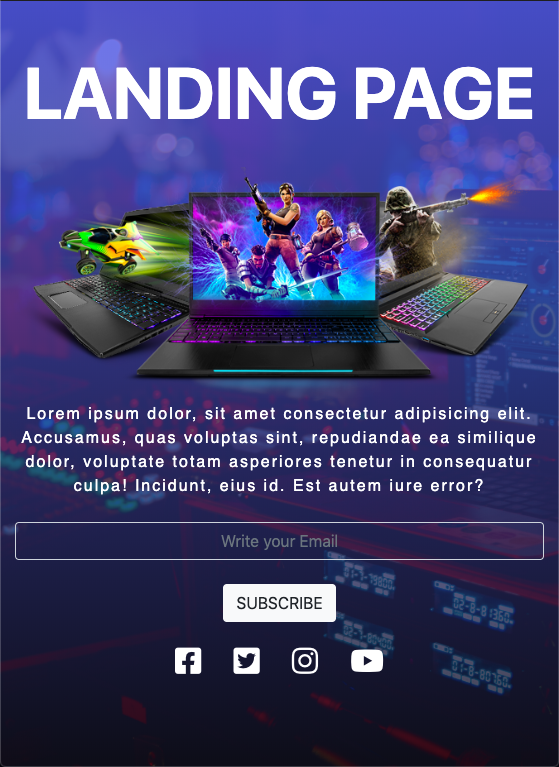 LANDING PAGE
Lorem ipsum dolor, sit amet consectetur adipisicing elit.
Accusamus, quas voluptas sint, repudiandae ea similique
dolor, voluptate totam asperiores tenetur in consequatur
culpa! Incidunt, eius id. Est autem iure error?
Write your Email
SUBSCRIBE